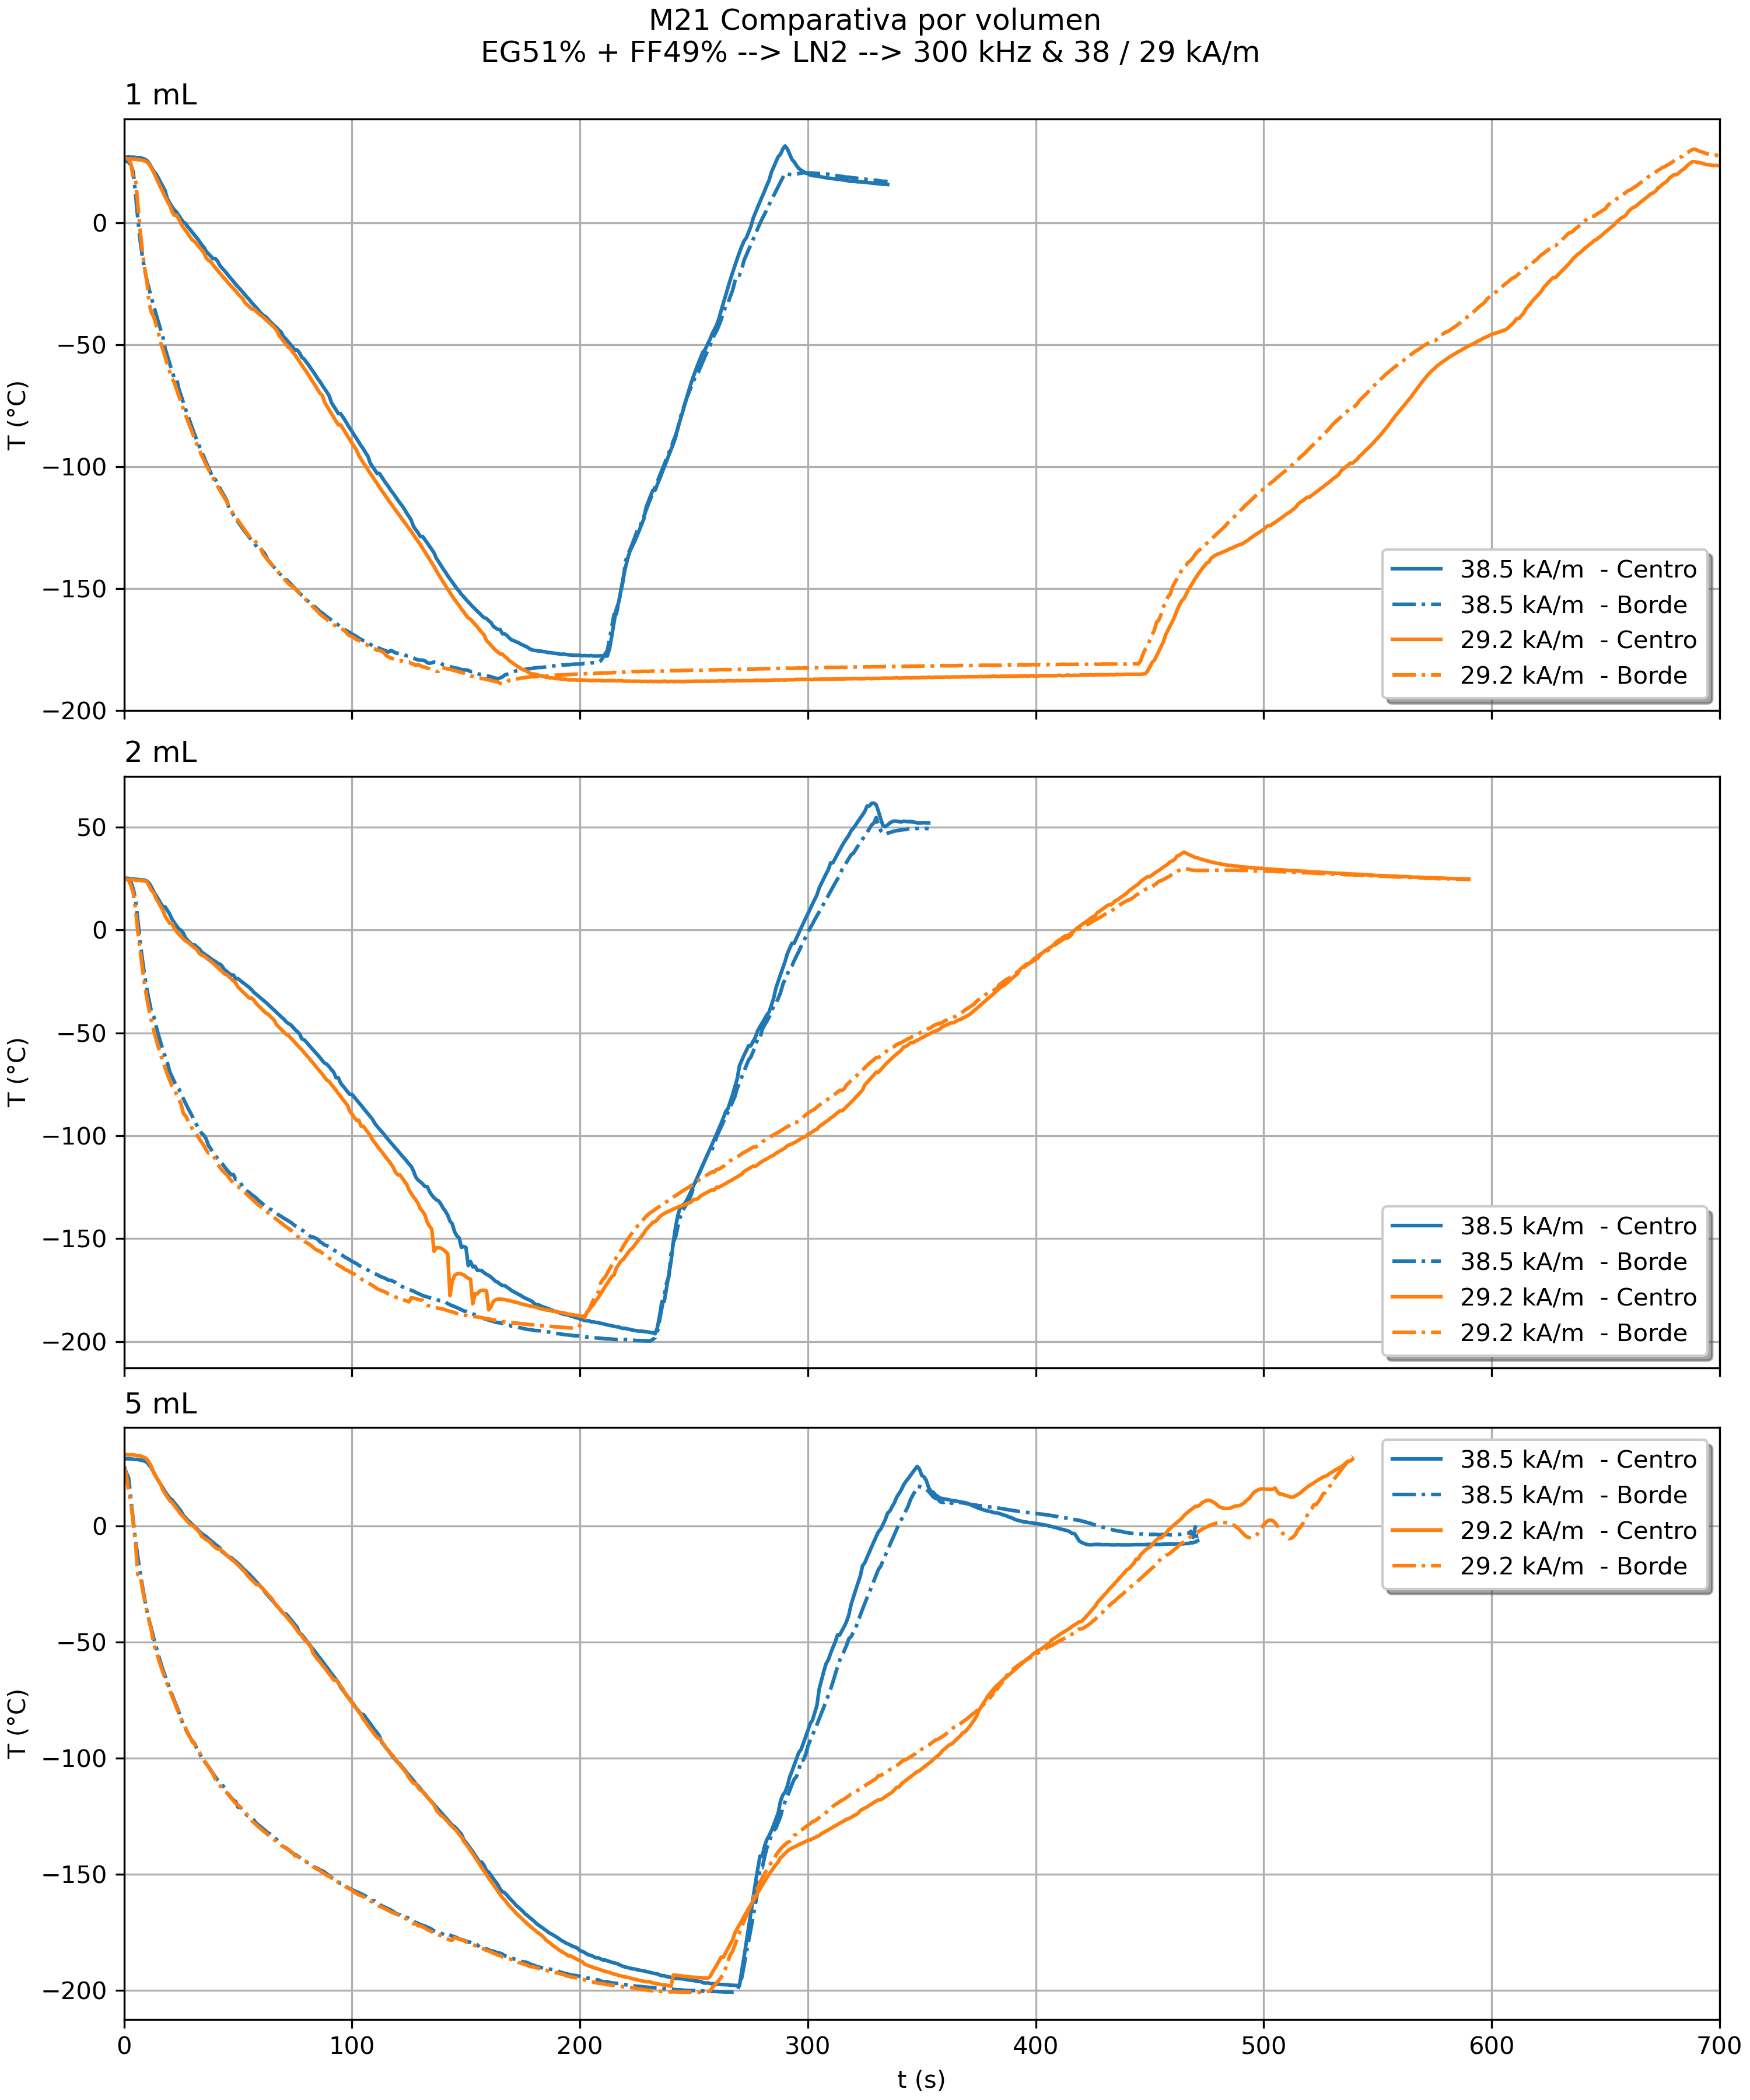 M21 Comparativa por volumen
EG51% + FF49% --> LN2 --> 300 kHz & 38 / 29 kA/m
1 mL
0
−50
−100
−150
−200
T (°C)
38.5 kA/m - Centro
38.5 kA/m - Borde
29.2 kA/m - Centro
29.2 kA/m - Borde
2 mL
50
0
−50
−100
−150
−200
T (°C)
38.5 kA/m - Centro
38.5 kA/m - Borde
29.2 kA/m - Centro
29.2 kA/m - Borde
5 mL
0
−50
−100
−150
−200
T (°C)
38.5 kA/m - Centro
38.5 kA/m - Borde
29.2 kA/m - Centro
29.2 kA/m - Borde
0 100 200 300 400 500 600 700
t (s)